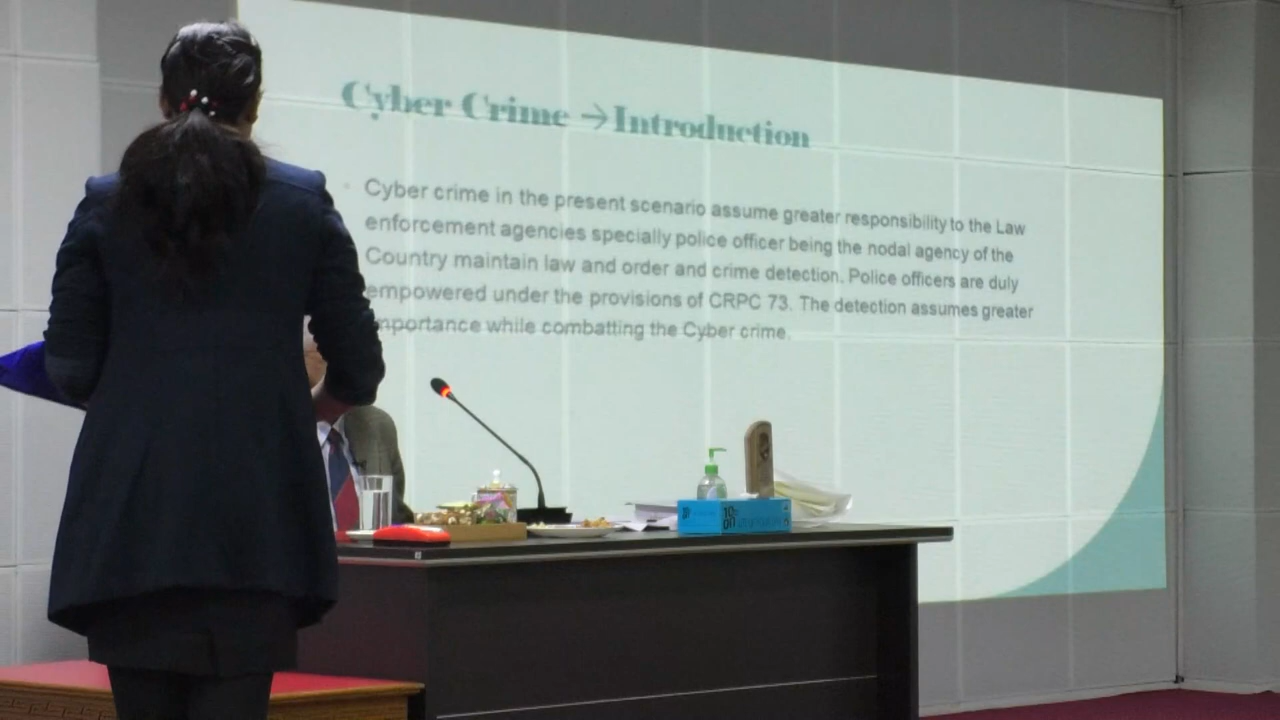 Cyber Crime →Introduction
Cyber crime in the present scenario assume greater responsibility to the Law
enforcement agencies specially police officer being the nodal agency of the
Country maintain law and order and crime detection. Police officers are duly
empowered under the provisions of CRPC 73. The detection assumes greater
mportance while combatting the Cyber crime.